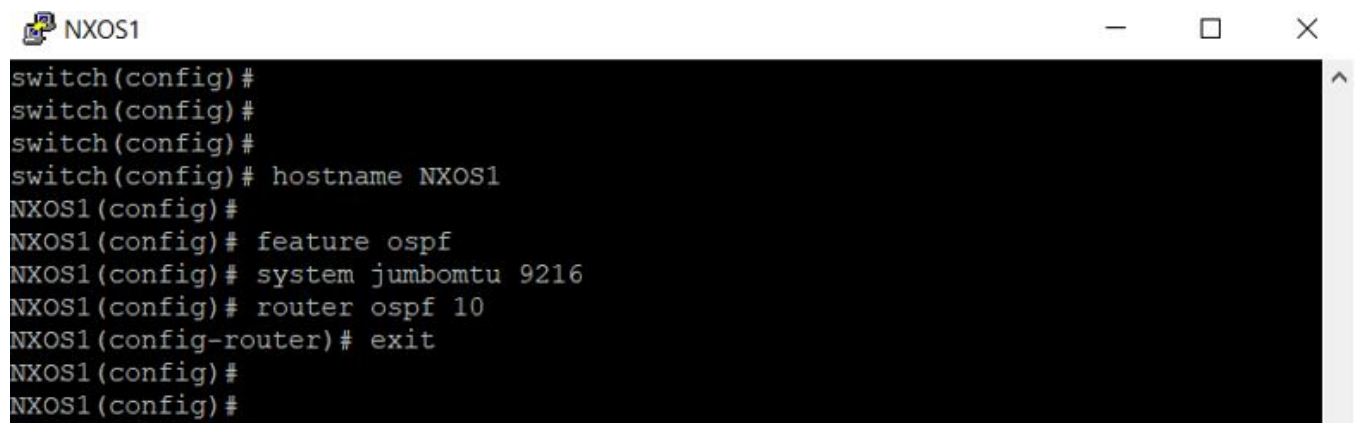 NXOS1
switch(config)#
switch(config)#
switch(config)#
switch(config)# hostname NXOS1
NXOS1(config)#
NXOS1(config)# feature ospf
NXOS1(config)# system jumbomtu 9216
NXOS1(config)# router ospf 10
NXOS1(config-router)# exit
NXOS1(config)#
NXOS1(config)#